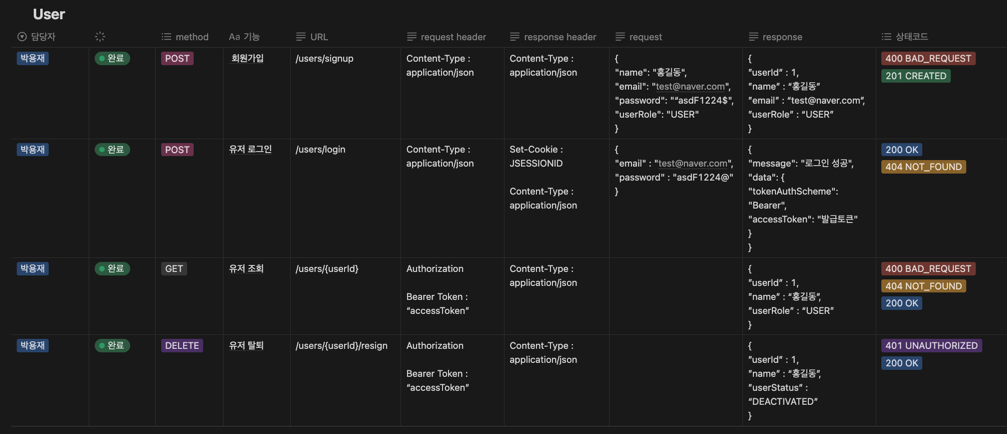 User
담당자 method Aa 기능 URL request header response header request response 상태코드
박용재
완료
POST
회원가입
/users/signup
Content-Type :
application/json
Content-Type :
application/json
{
"name": "홍길동",
"email": "test@naver.com",
"password": ""asdF1224$",
"userRole": "USER"
}
{
"userId" : 1,
"name" : "홍길동"
"email" : "test@naver.com",
"userRole" : "USER"
}
400 BAD_REQUEST
201 CREATED
박용재
완료
POST
유저 로그인
/users/login
Content-Type :
application/json
Set-Cookie :
JSESSIONID
Content-Type :
application/json
{
"email" : "test@naver.com",
"password" : "asdF1224@"
}
{
"message": "로그인 성공",
"data": {
"tokenAuthScheme":
"Bearer",
"accessToken": "발급토큰"
}
}
200 OK
404 NOT_FOUND
박용재
완료
GET
유저 조회
/users/{userId}
Authorization
Bearer Token :
“accessToken”
Content-Type :
application/json
{
"userId" : 1,
"name" : “홍길동”,
"userRole" : “USER”
}
400 BAD_REQUEST
404 NOT_FOUND
200 OK
박용재
완료
DELETE
유저 탈퇴
/users/{userId}/resign
Authorization
Bearer Token :
“accessToken”
Content-Type :
application/json
{
"userId" : 1,
"name" : “홍길동”,
"userStatus" :
“DEACTIVATED”
}
401 UNAUTHORIZED
200 OK